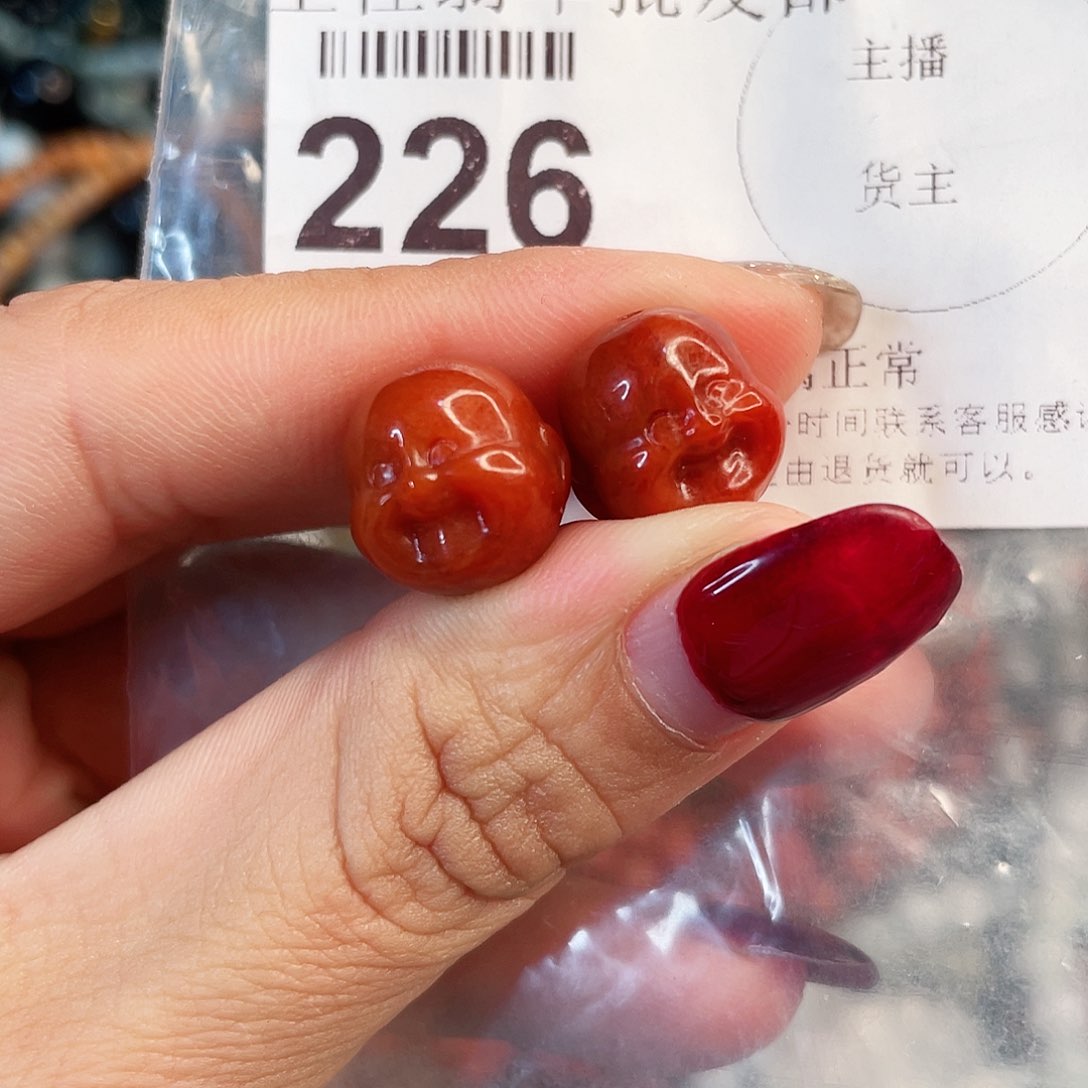 主播
226
货主
正常
时间联系客服感
由退货就可以。